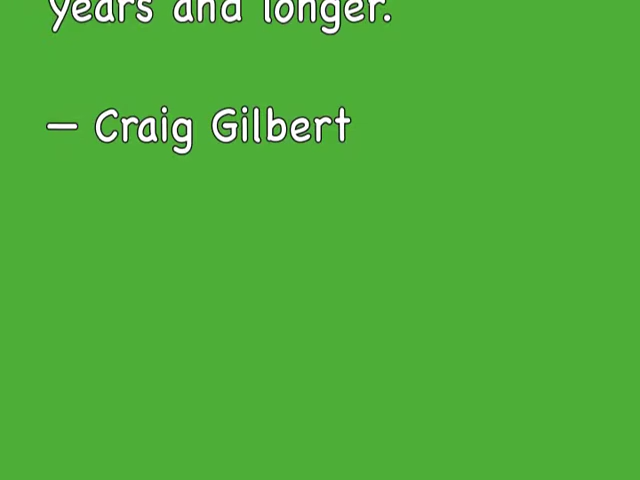 years and longer.
— Craig Gilbert